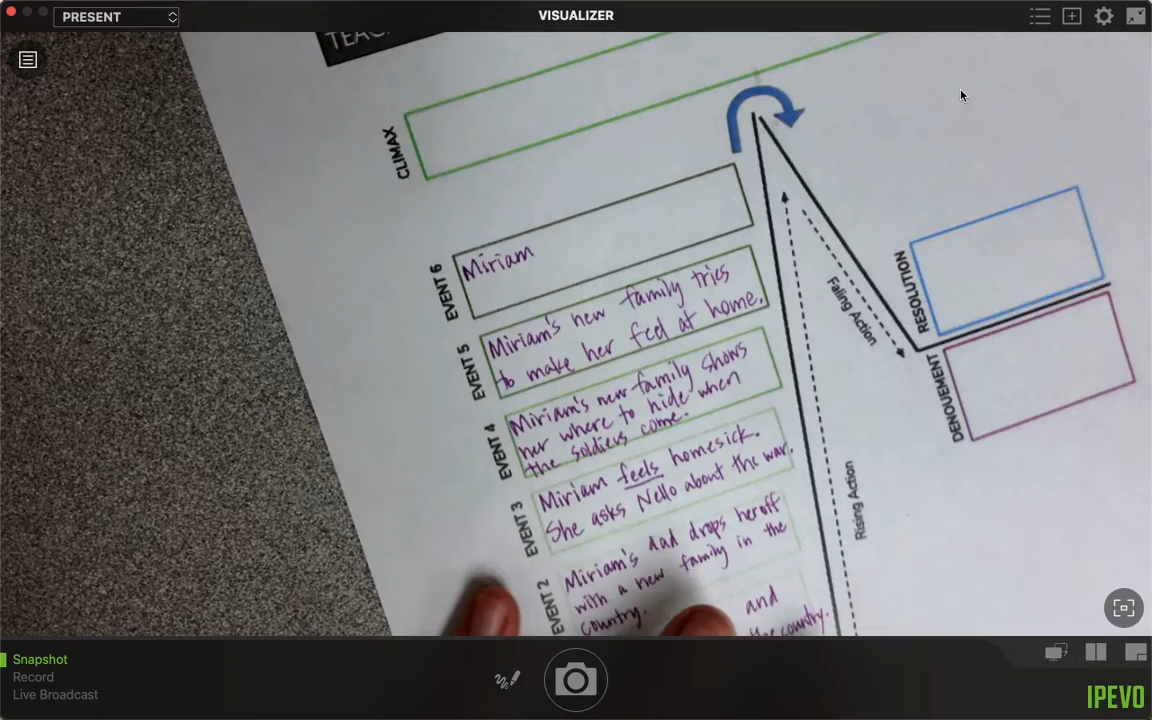 PRESENT
VISUALIZER
TEAC
CLIMAX
EVENT 6
Miriam
EVENT 5
Miriam's new family tries
to make her feel at home.
EVENT 4
Miriam's new family shows
her where to hide when
the soldiers come.
EVENT 3
Miriam feels homesick.
She asks Nello about the war.
EVENT 2
Miriam's dad drops her off
with a new family in the
country.
and
the country.
Rising Action
Falling Action
RESOLUTION
DENOUEMENT
Snapshot
Record
Live Broadcast
IPEVO